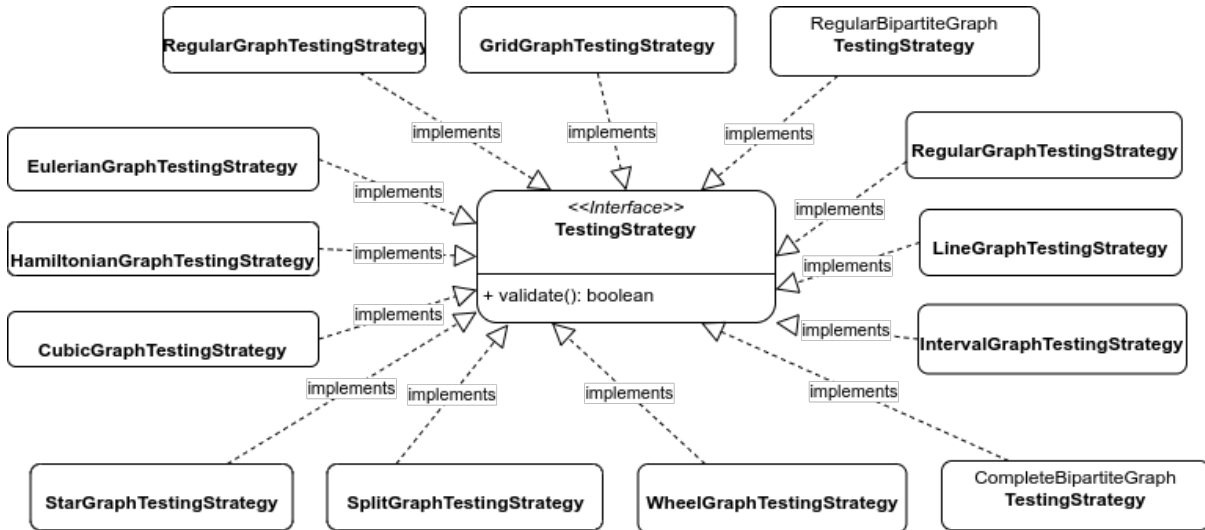 RegularGraphTestingStrategy
GridGraphTestingStrategy
RegularBipartiteGraph
TestingStrategy
implements
implements
implements
EulerianGraphTestingStrategy
RegularGraphTestingStrategy
implements
<<Interface>>
TestingStrategy
implements
HamiltonianGraphTestingStrategy
implements
LineGraphTestingStrategy
implements
+ validate(): boolean
implements
CubicGraphTestingStrategy
implements
IntervalGraphTestingStrategy
implements
implements
implements
implements
StarGraphTestingStrategy
SplitGraphTestingStrategy
WheelGraphTestingStrategy
CompleteBipartiteGraph
TestingStrategy